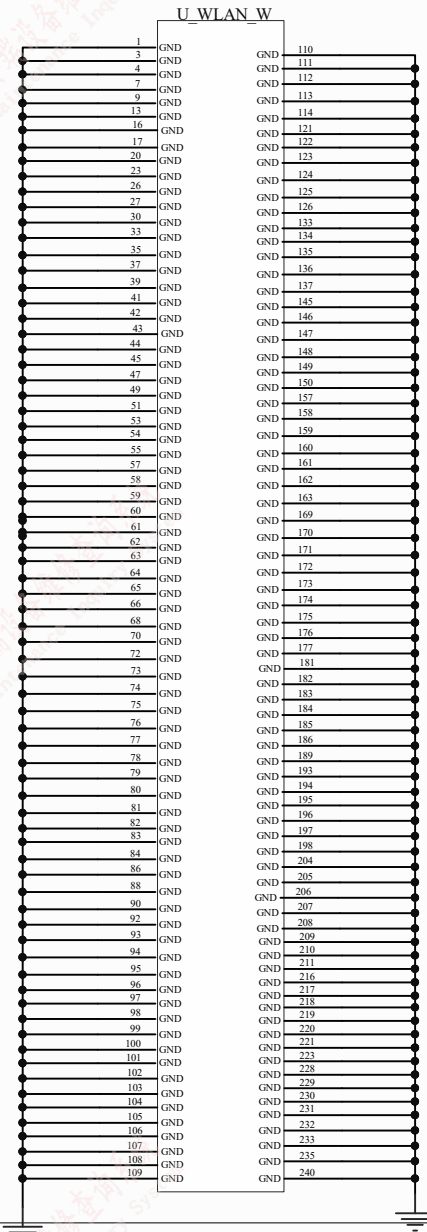 U_WLAN_W
1 GND
3 GND
4 GND
7 GND
9 GND
13 GND
16 GND
17 GND
20 GND
23 GND
26 GND
27 GND
30 GND
33 GND
35 GND
37 GND
39 GND
41 GND
42 GND
43 GND
44 GND
45 GND
47 GND
49 GND
51 GND
53 GND
54 GND
55 GND
57 GND
58 GND
59 GND
60 GND
61 GND
62 GND
63 GND
64 GND
65 GND
66 GND
68 GND
70 GND
72 GND
73 GND
74 GND
75 GND
76 GND
77 GND
78 GND
79 GND
80 GND
81 GND
82 GND
83 GND
84 GND
86 GND
88 GND
90 GND
92 GND
93 GND
94 GND
95 GND
96 GND
97 GND
98 GND
99 GND
100 GND
101 GND
102 GND
103 GND
104 GND
105 GND
106 GND
107 GND
108 GND
109 GND
GND 110
GND 111
GND 112
GND 113
GND 114
GND 121
GND 122
GND 123
GND 124
GND 125
GND 126
GND 133
GND 134
GND 135
GND 136
GND 137
GND 145
GND 146
GND 147
GND 148
GND 149
GND 150
GND 157
GND 158
GND 159
GND 160
GND 161
GND 162
GND 163
GND 169
GND 170
GND 171
GND 172
GND 173
GND 174
GND 175
GND 176
GND 177
GND 181
GND 182
GND 183
GND 184
GND 185
GND 186
GND 189
GND 193
GND 194
GND 195
GND 196
GND 197
GND 198
GND 204
GND 205
GND 206
GND 207
GND 208
GND 209
GND 210
GND 211
GND 216
GND 217
GND 218
GND 219
GND 220
GND 221
GND 223
GND 228
GND 229
GND 230
GND 231
GND 232
GND 233
GND 235
GND 240